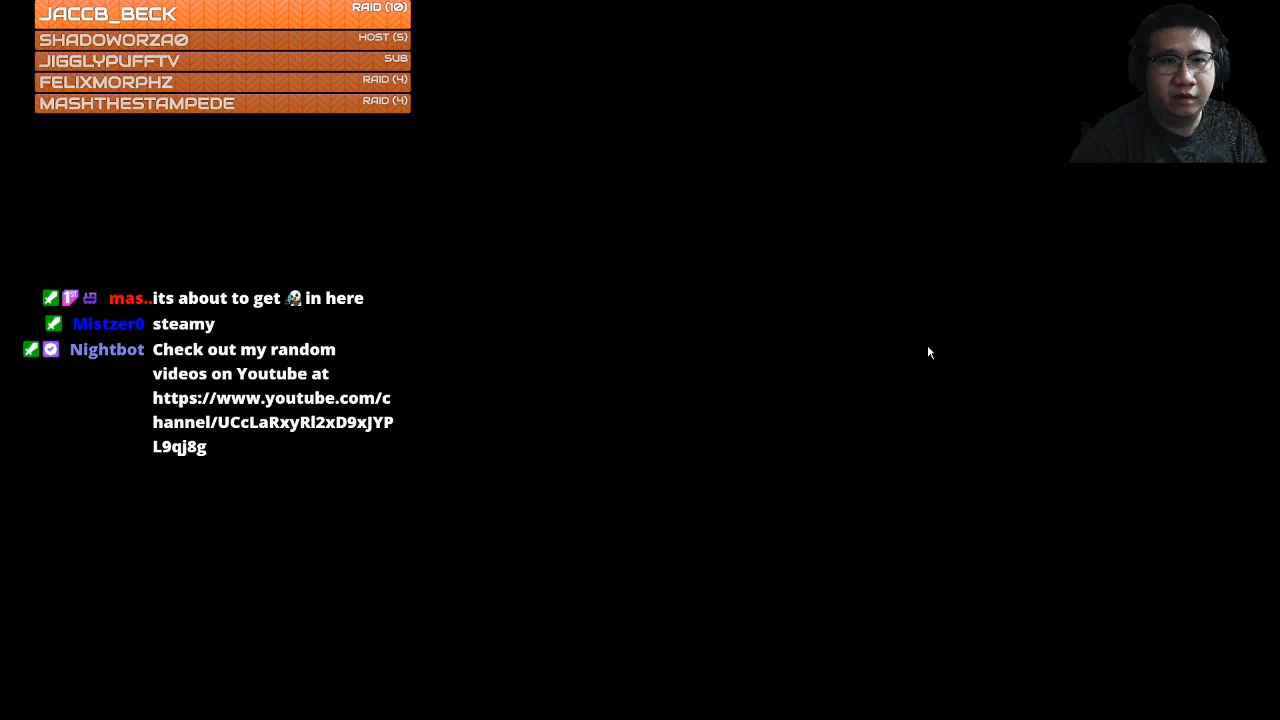 JACCB_BECK RAID (10)
SHADOWORZA0 HOST (5)
JIGGLYPUFFTV SUB
FELIXMORPHZ RAID (4)
MASHTHESTAMPEDE RAID (4)
mas.. its about to get in here
Mistzer0 steamy
Nightbot Check out my random
videos on Youtube at
https://www.youtube.com/c
hannel/UCcLaRxyRl2xD9xJYP
L9qj8g